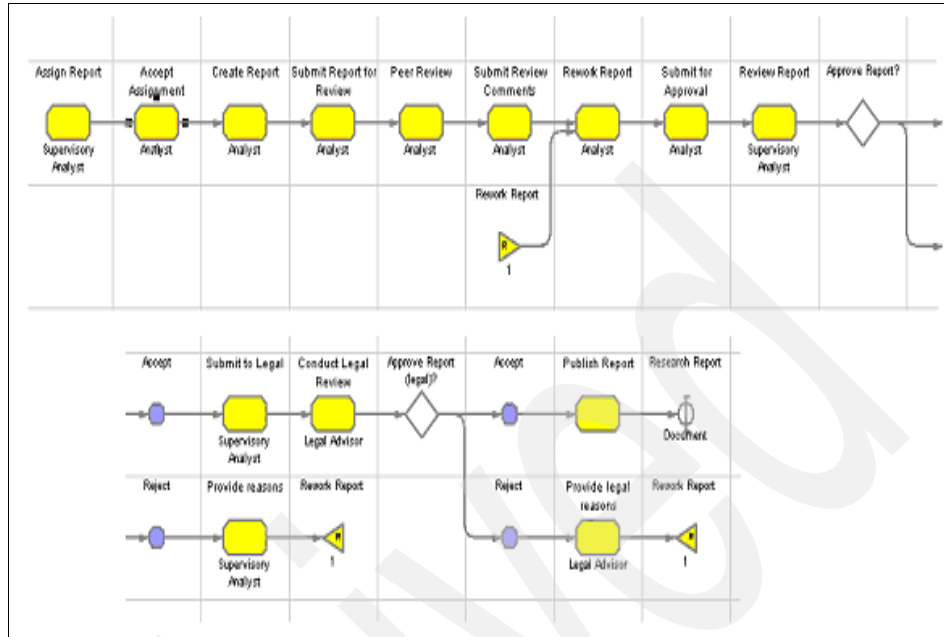 Assign Report
Accept
Assignment
Create Report
Submit Report for
Review
Peer Review
Submit Review
Comments
Rework Report
Submit for
Approval
Review Report
Approve Report?
Supervisory
Analyst
Analyst
Analyst
Analyst
Analyst
Analyst
Analyst
Analyst
Supervisory
Analyst
Rework Report
R
1
Accept
Submit to Legal
Conduct Legal
Review
Approve Report
(legal)?
Accept
Publish Report
Research Report
Supervisory
Analyst
Legal Advisor
Document
Reject
Provide reasons
Rework Report
Reject
Provide legal
reasons
Rework Report
R
R
Supervisory
Analyst
1
Legal Advisor
1